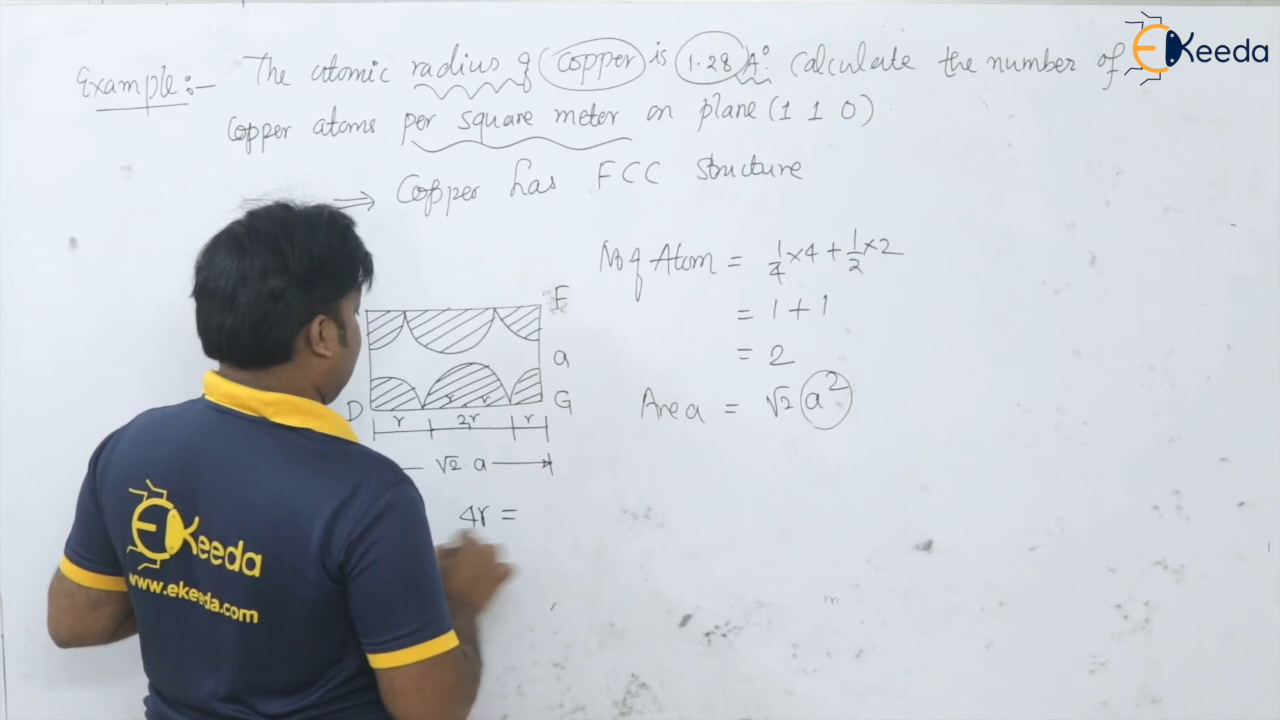 EKeeda
Example:- The atomic radius of copper is 1.28 A° Calculate the number of
Copper atoms per square meter on plane (1 1 0)
⇒ Copper has FCC structure
No of Atom = 1/4 × 4 + 1/2 × 2
= 1 + 1
= 2
Area = √2 a²
E
a
D G
r r
r 2r r
√2 · a
4r =
EKeeda
www.ekeeda.com